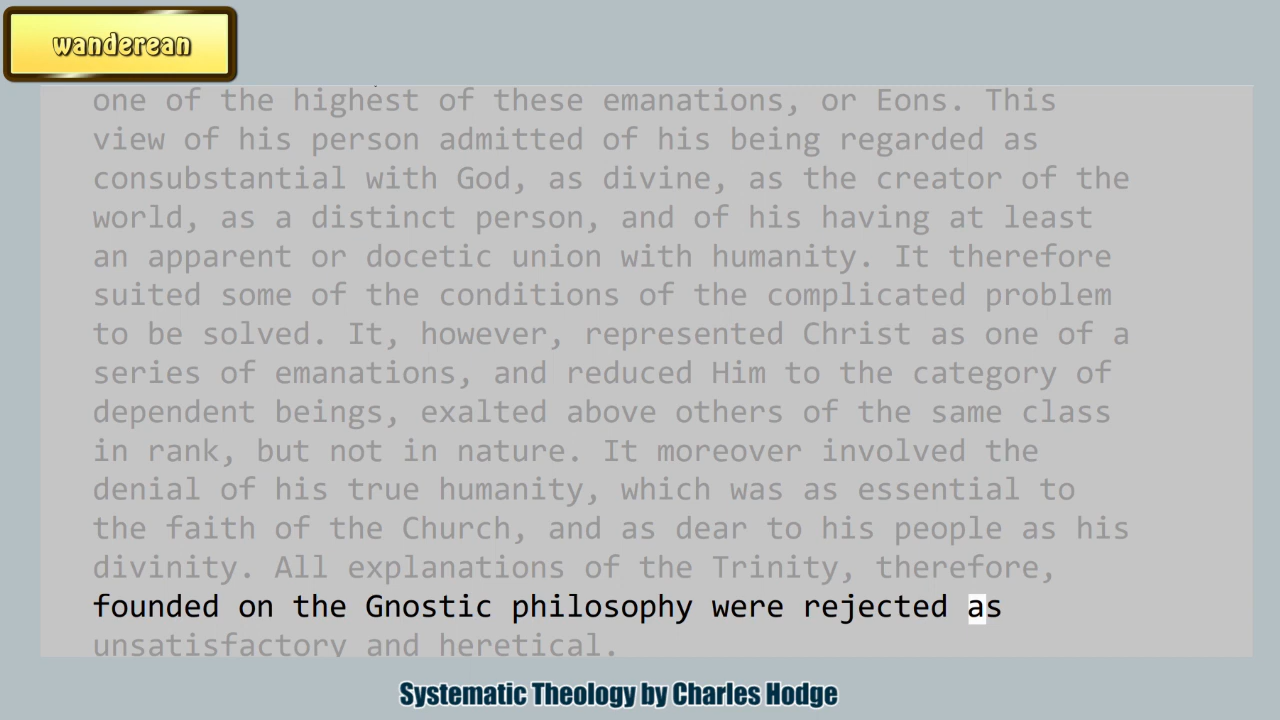 wanderean
one of the highest of these emanations, or Eons. This
view of his person admitted of his being regarded as
consubstantial with God, as divine, as the creator of the
world, as a distinct person, and of his having at least
an apparent or docetic union with humanity. It therefore
suited some of the conditions of the complicated problem
to be solved. It, however, represented Christ as one of a
series of emanations, and reduced Him to the category of
dependent beings, exalted above others of the same class
in rank, but not in nature. It moreover involved the
denial of his true humanity, which was as essential to
the faith of the Church, and as dear to his people as his
divinity. All explanations of the Trinity, therefore,
founded on the Gnostic philosophy were rejected as
unsatisfactory and heretical.
Systematic Theology by Charles Hodge